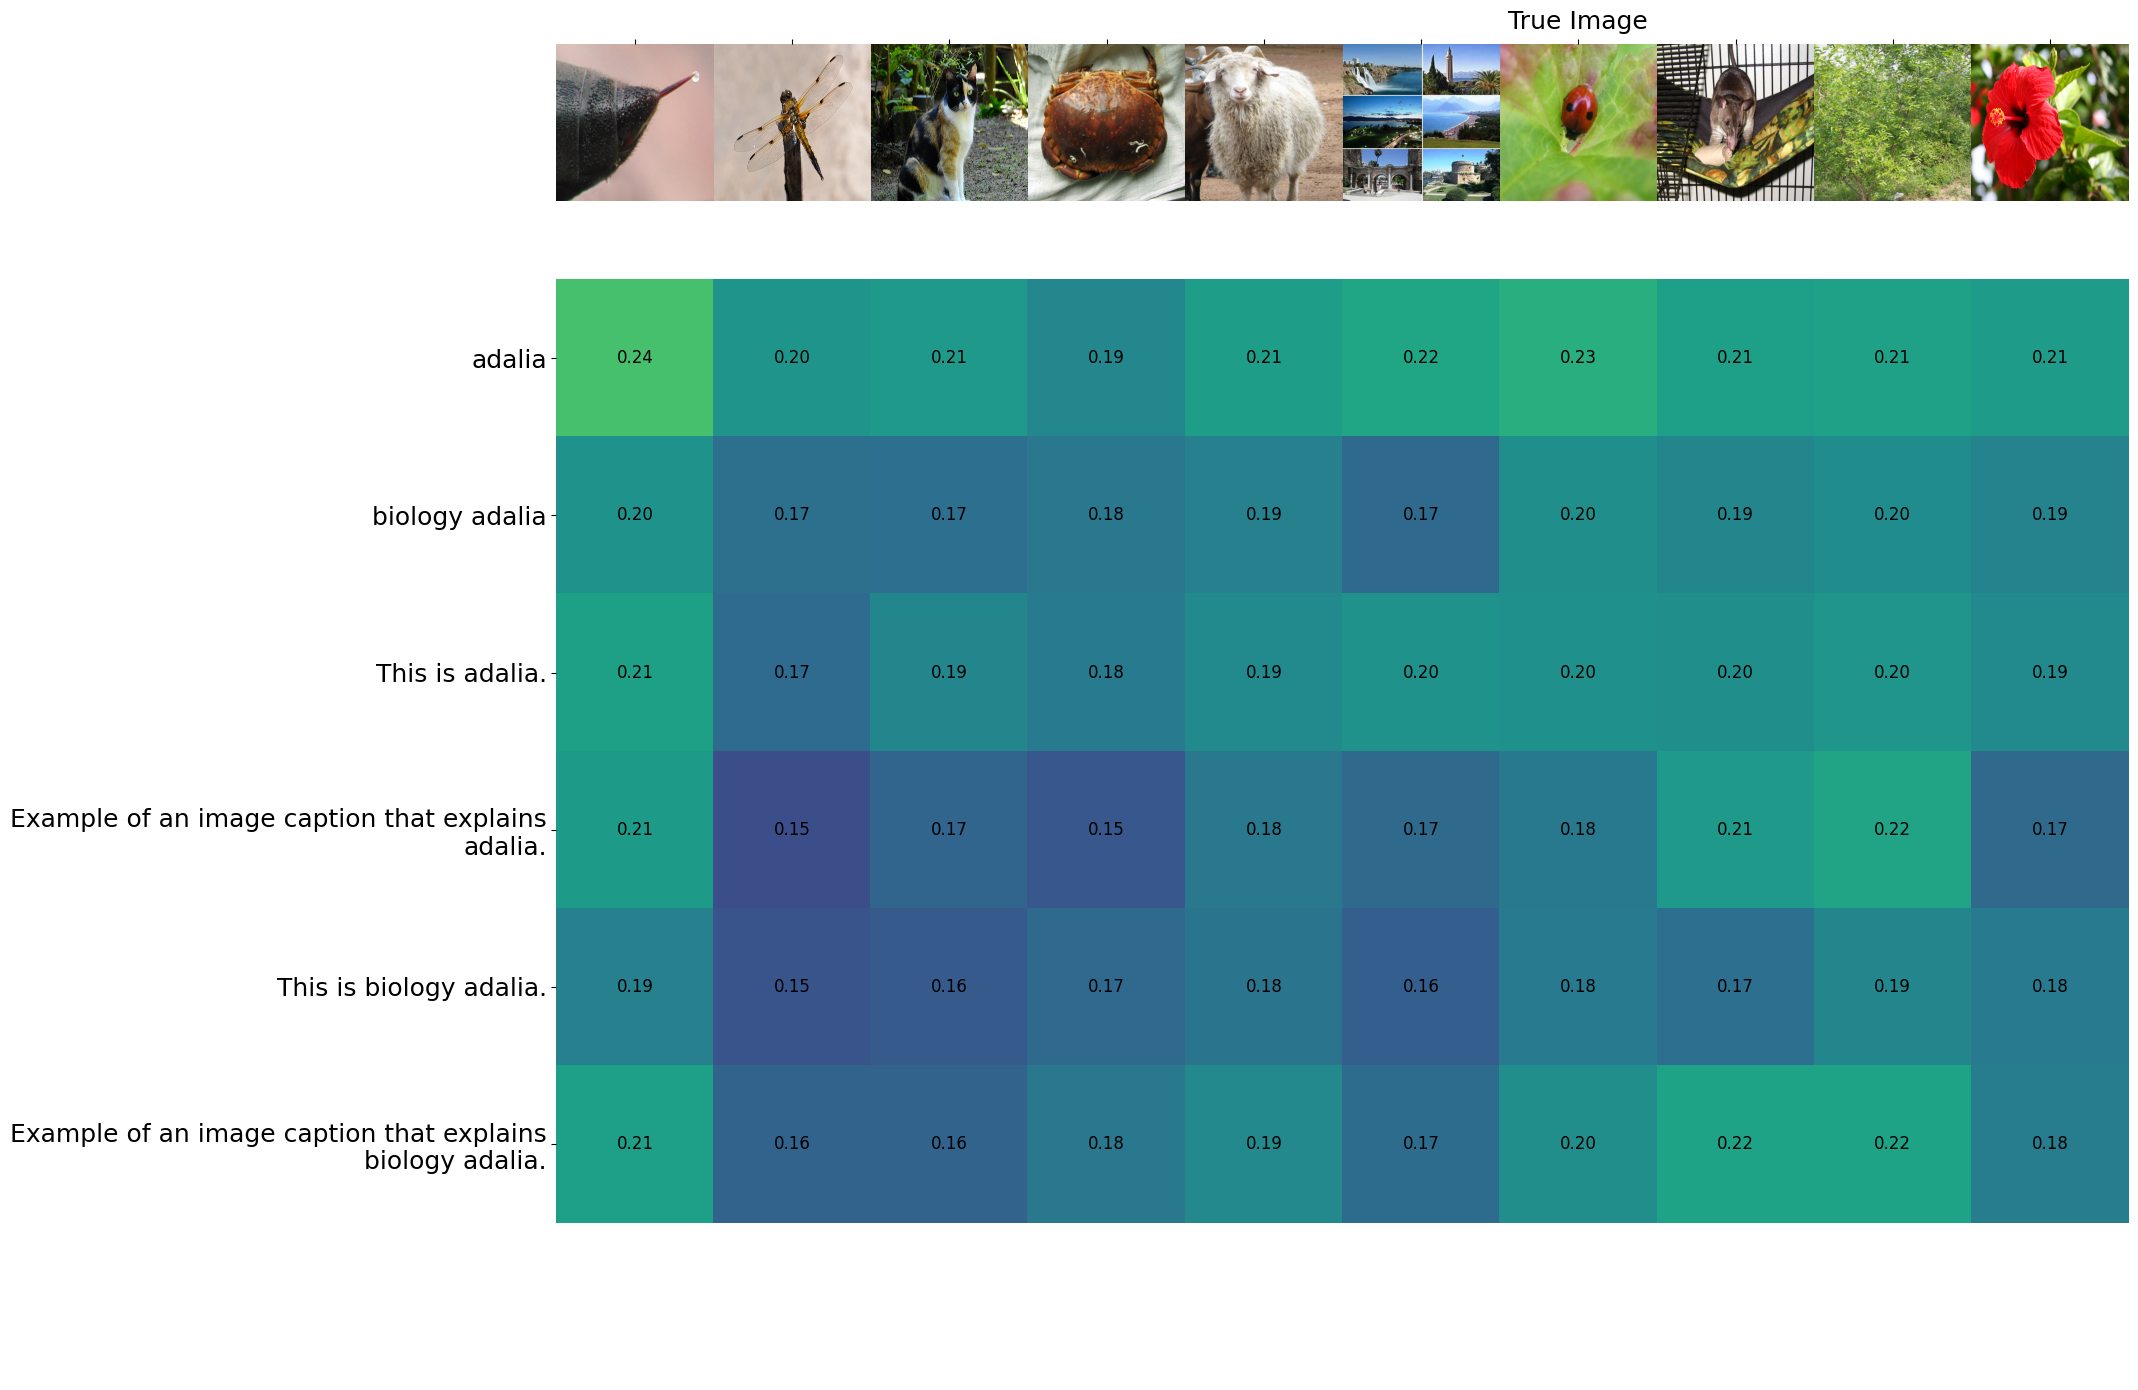 True Image
adalia
0.24 0.20 0.21 0.19 0.21 0.22 0.23 0.21 0.21 0.21
biology adalia
0.20 0.17 0.17 0.18 0.19 0.17 0.20 0.19 0.20 0.19
This is adalia.
0.21 0.17 0.19 0.18 0.19 0.20 0.20 0.20 0.20 0.19
Example of an image caption that explains
adalia.
0.21 0.15 0.17 0.15 0.18 0.17 0.18 0.21 0.22 0.17
This is biology adalia.
0.19 0.15 0.16 0.17 0.18 0.16 0.18 0.17 0.19 0.18
Example of an image caption that explains
biology adalia.
0.21 0.16 0.16 0.18 0.19 0.17 0.20 0.22 0.22 0.18